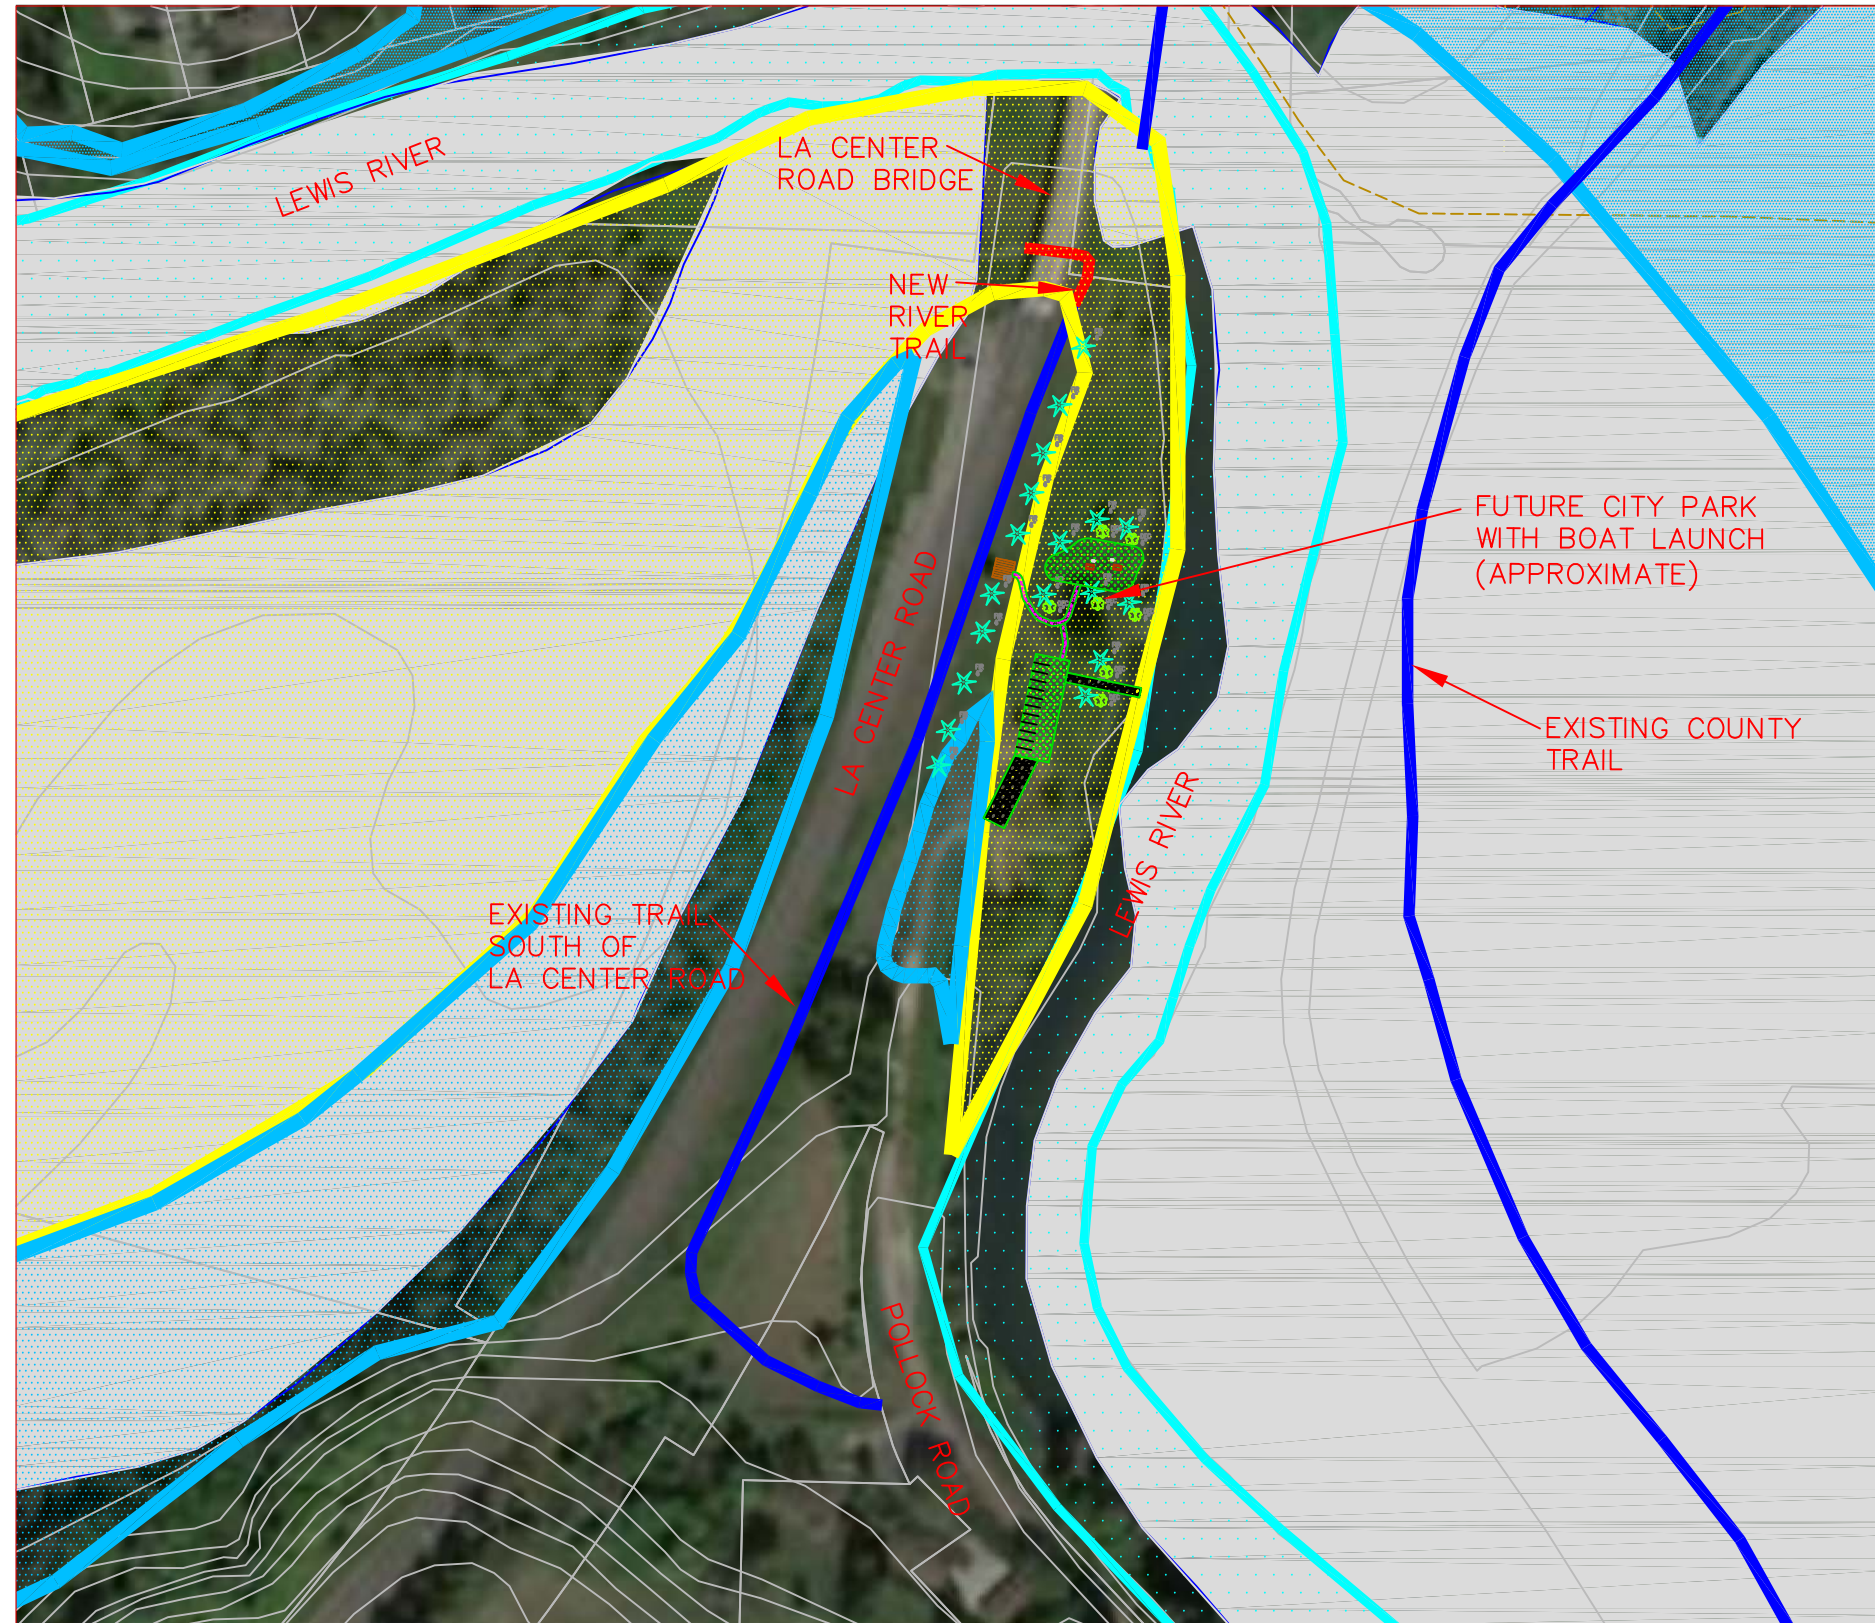 LEWIS RIVER
LA CENTER
ROAD BRIDGE
NEW
RIVER
TRAIL
FUTURE CITY PARK
WITH BOAT LAUNCH
(APPROXIMATE)
LA CENTER ROAD
EXISTING COUNTY
TRAIL
LEWIS RIVER
EXISTING TRAIL
SOUTH OF
LA CENTER ROAD
POLLOCK ROAD